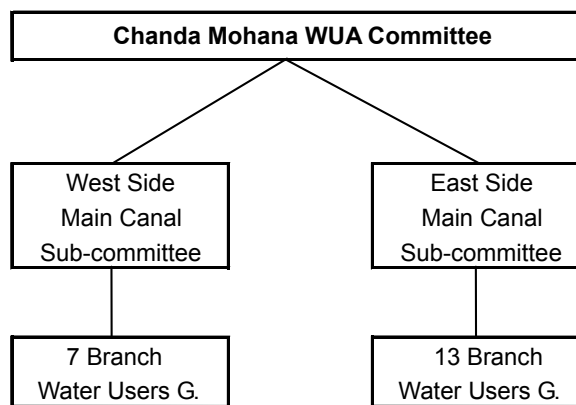 Chanda Mohana WUA Committee
West Side
Main Canal
Sub-committee
East Side
Main Canal
Sub-committee
7 Branch
Water Users G.
13 Branch
Water Users G.